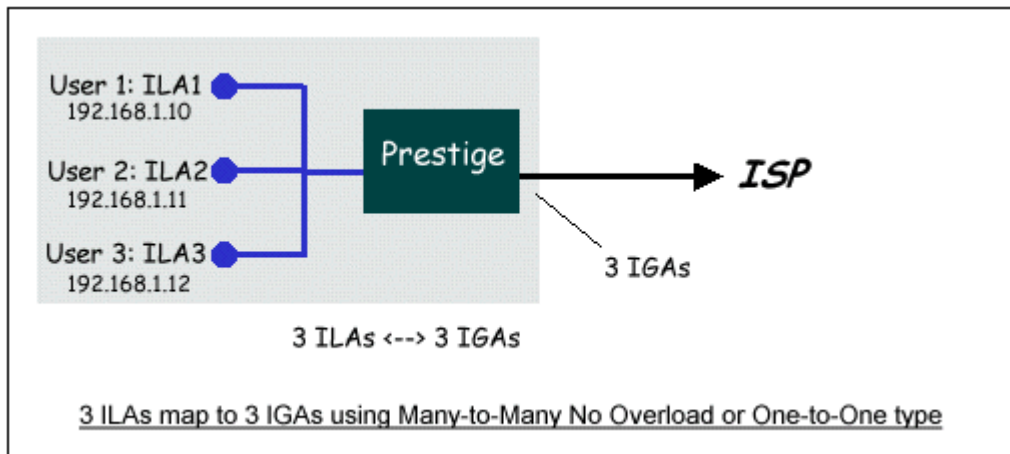 User 1: ILA1
192.168.1.10
User 2: ILA2
192.168.1.11
User 3: ILA3
192.168.1.12
Prestige
ISP
3 IGAs
3 ILAs <--> 3 IGAs
3 ILAs map to 3 IGAs using Many-to-Many No Overload or One-to-One type